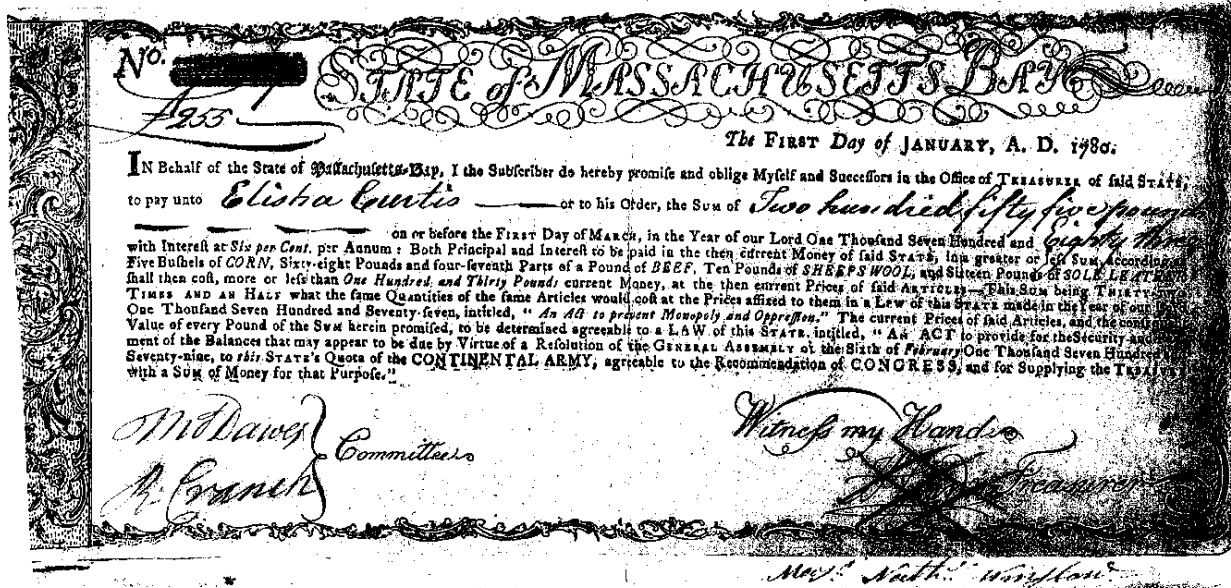 No.
£255
STATE of MASSACHUSETTS BAY
The FIRST Day of JANUARY, A. D. 1780.
IN Behalf of the State of Massachusetts-Bay, I the Subscriber do hereby promise and oblige Myself and Successors in the Office of TREASURER of said STATE,
to pay unto Elisha Curtis or to his Order, the SUM of Two hundred fifty five pound
on or before the FIRST Day of MARCH, in the Year of our Lord One Thousand Seven Hundred and Eighty three
with Interest at Six per Cent. per Annum: Both Principal and Interest to be paid in the then current Money of said STATE, in a greater or less SUM, according as
Five Bushels of CORN, Sixty-eight Pounds and four-seventh Parts of a Pound of BEEF, Ten Pounds of SHEEPS WOOL, and Sixteen Pounds of SOLE LEATHER
shall then cost, more or less than One Hundred and Thirty Pounds current Money, at the then current Prices of said ARTICLES—This SUM being THIRTY-
TIMES AND AN HALF what the same Quantities of the same Articles would cost at the Prices affixed to them in a LAW of this STATE made in the Year of our
One Thousand Seven Hundred and Seventy-seven, intitled, "An Act to prevent Monopoly and Oppression." The current Prices of said Articles, and the
Value of every Pound of the SUM herein promised, to be determined agreeable to a LAW of this STATE, intitled, "An ACT to provide for the Security and
ment of the Balances that may appear to be due by Virtue of a Resolution of the GENERAL ASSEMBLY of the Sixth of February One Thousand Seven Hundred
Seventy-nine, to this STATE's Quota of the CONTINENTAL ARMY, agreeable to the Recommendation of CONGRESS, and for Supplying the TREASURY
with a SUM of Money for that Purpose."
Witness my Hand
Dawes
R. Cranch
Committee
Treasurer
Winslow